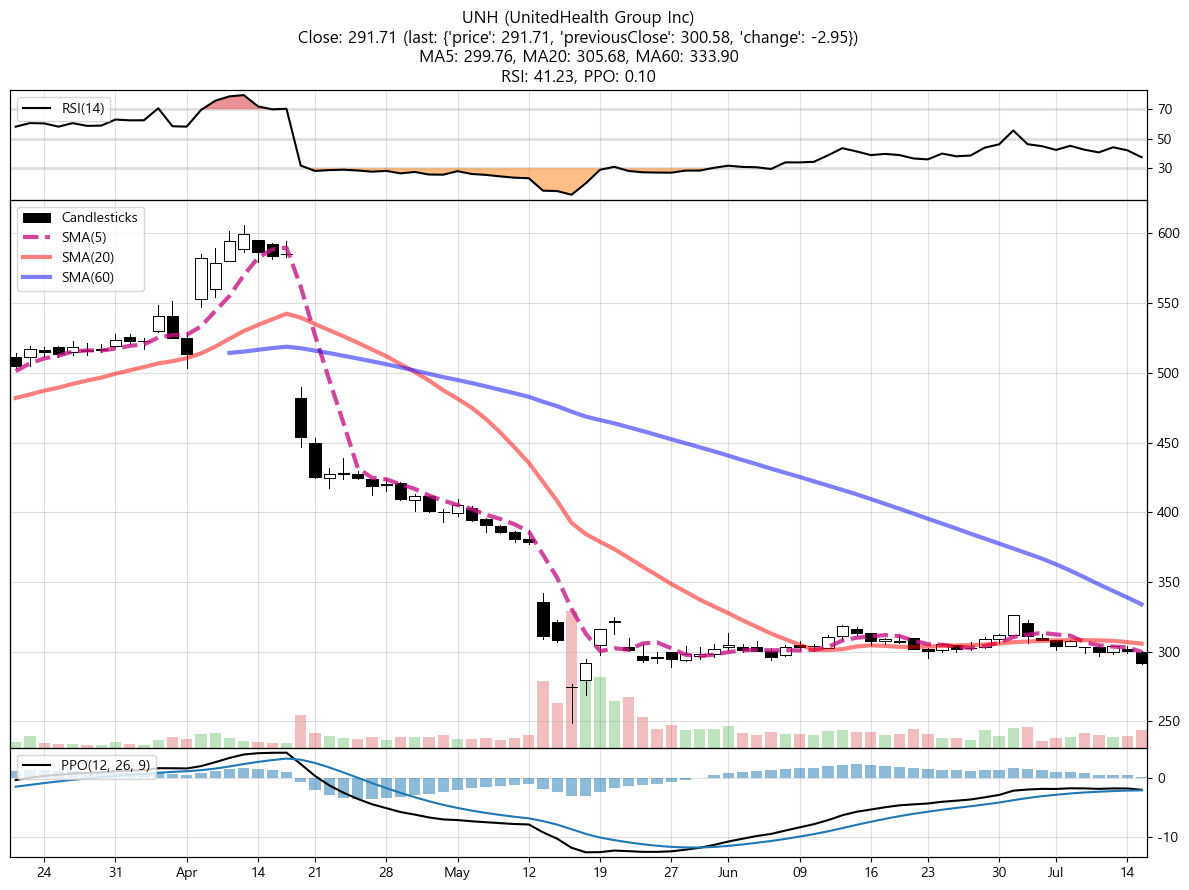 UNH (UnitedHealth Group Inc)
Close: 291.71 (last: {'price': 291.71, 'previousClose': 300.58, 'change': -2.95})
MA5: 299.76, MA20: 305.68, MA60: 333.90
RSI: 41.23, PPO: 0.10
RSI(14)
70
50
30
Candlesticks
SMA(5)
SMA(20)
SMA(60)
600
550
500
450
400
350
300
250
PPO(12, 26, 9)
0
-10
24 31 Apr 14 21 28 May 12 19 27 Jun 09 16 23 30 Jul 14